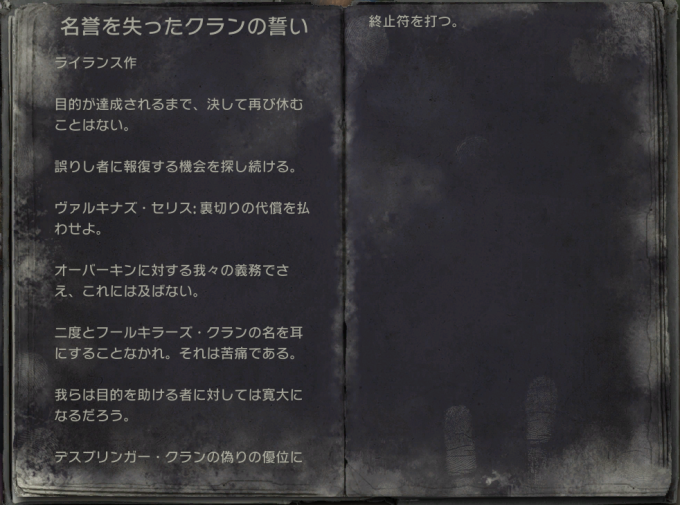 名誉を失ったクランの誓い
ライランス作
目的が達成されるまで、決して再び休む
ことはない。
誤りし者に報復する機会を探し続ける。
ヴァルキナズ・セリス: 裏切りの代償を払
わせよ。
オーバーキンに対する我々の義務でさ
え、これには及ばない。
二度とフールキラーズ・クランの名を耳
にすることなかれ。それは苦痛である。
我らは目的を助ける者に対しては寛大に
なるだろう。
デスブリンガー・クランの偽りの優位に
終止符を打つ。